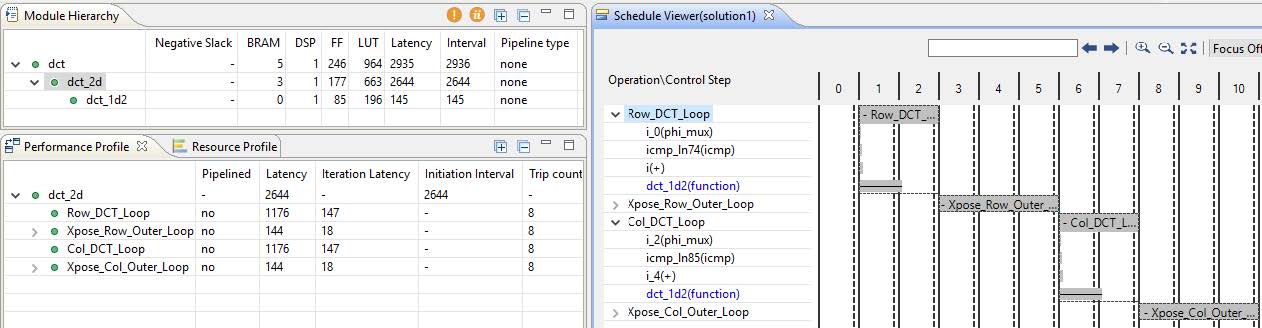 Module Hierarchy
Negative Slack BRAM DSP FF LUT Latency Interval Pipeline type
dct - 5 1 246 964 2935 2936 none
dct_2d - 3 1 177 663 2644 2644 none
dct_1d2 - 0 1 85 196 145 145 none
Performance Profile Resource Profile
Pipelined Latency Iteration Latency Initiation Interval Trip count
dct_2d - 2644 - 2644 -
Row_DCT_Loop no 1176 147 - 8
Xpose_Row_Outer_Loop no 144 18 - 8
Col_DCT_Loop no 1176 147 - 8
Xpose_Col_Outer_Loop no 144 18 - 8
Schedule Viewer(solution1)
Focus Off
Operation\Control Step 0 1 2 3 4 5 6 7 8 9 10
Row_DCT_Loop - Row_DCT_...
i_0(phi_mux)
icmp_ln74(icmp)
i(+)
dct_1d2(function)
Xpose_Row_Outer_Loop - Xpose_Row_Outer_...
Col_DCT_Loop - Col_DCT_L...
i_2(phi_mux)
icmp_ln85(icmp)
i_4(+)
dct_1d2(function)
Xpose_Col_Outer_Loop - Xpose_Col_Outer_...